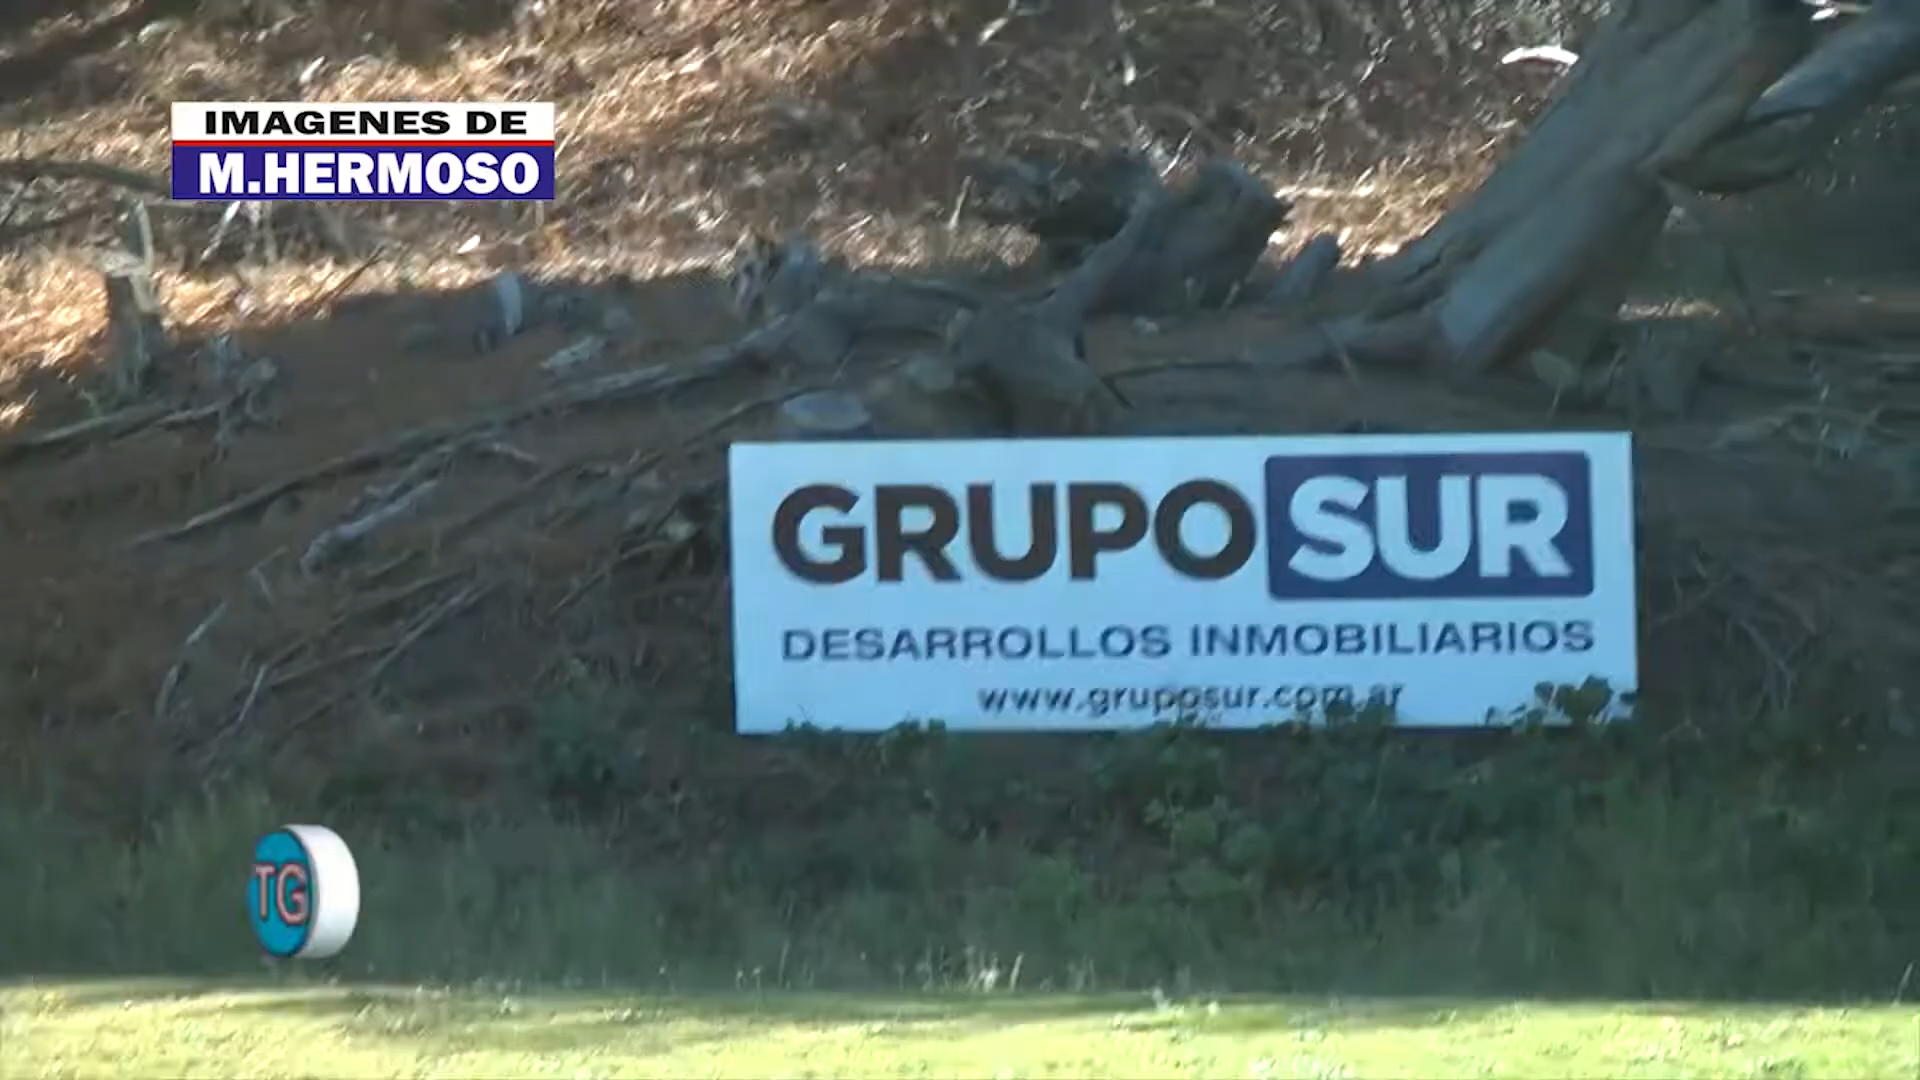 IMAGENES DE
M.HERMOSO
GRUPO SUR
DESARROLLOS INMOBILIARIOS
www.gruposur.com.ar
TG